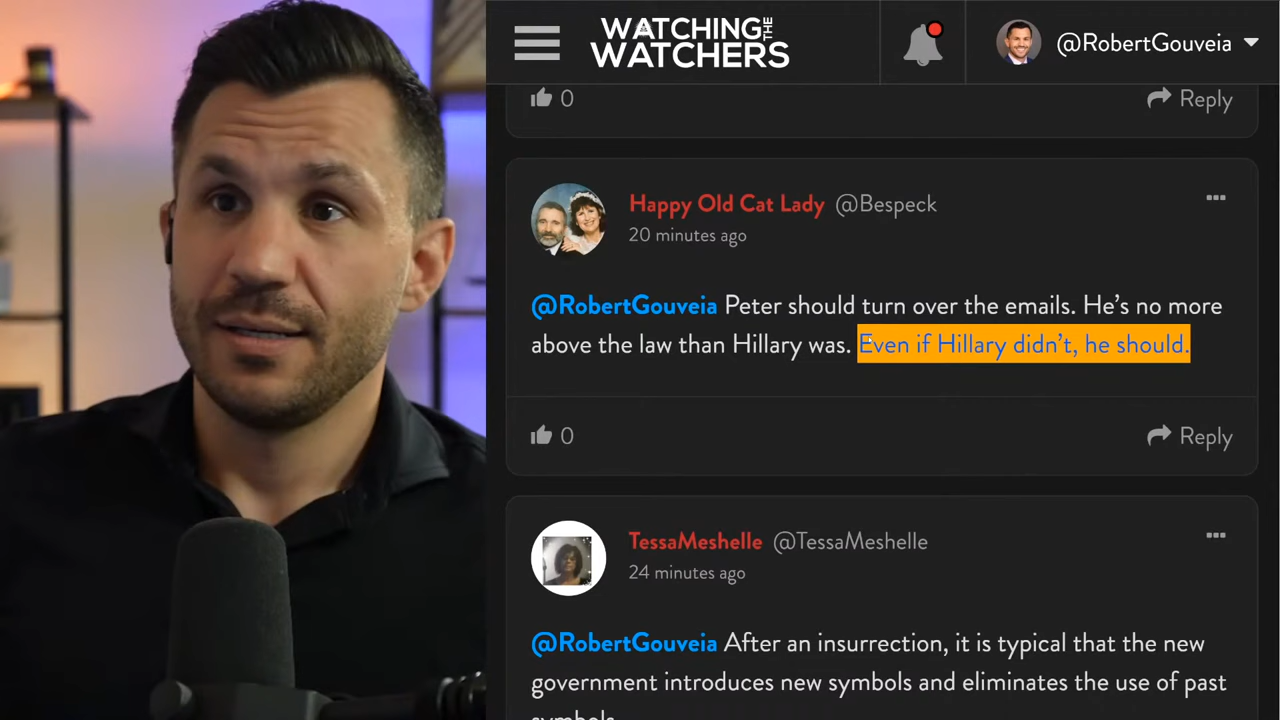 WATCHING THE
WATCHERS
@RobertGouveia
0
Reply
Happy Old Cat Lady @Bespeck
20 minutes ago
@RobertGouveia Peter should turn over the emails. He’s no more
above the law than Hillary was. Even if Hillary didn’t, he should.
0
Reply
TessaMeshelle @TessaMeshelle
24 minutes ago
@RobertGouveia After an insurrection, it is typical that the new
government introduces new symbols and eliminates the use of past
symbols.